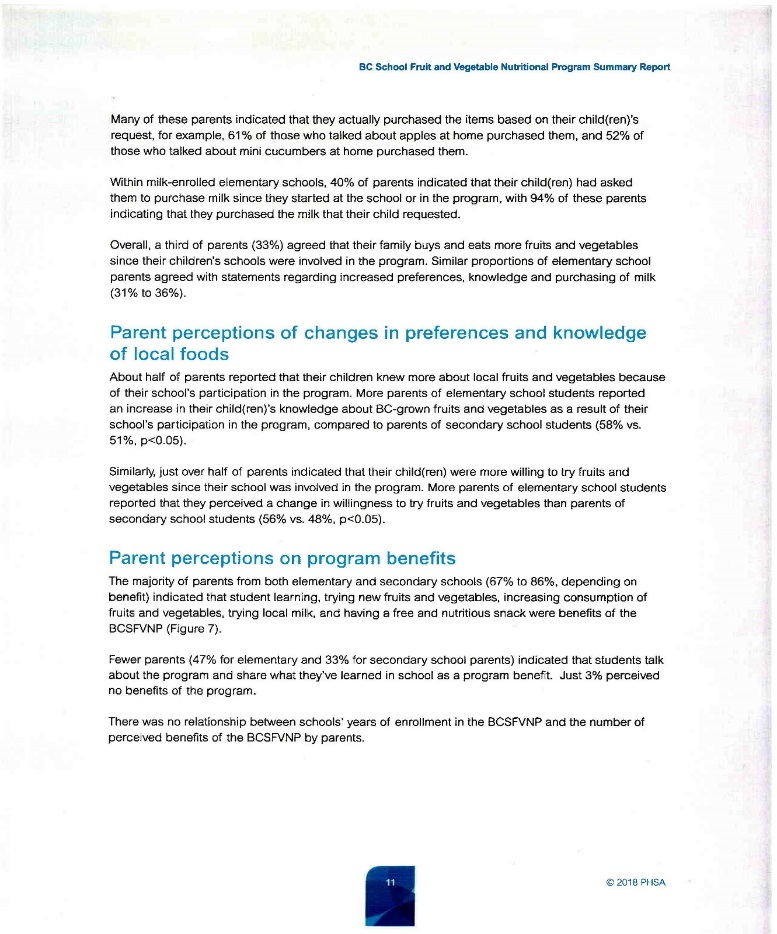 BC School Fruit and Vegetable Nutritional Program Summary Report
Many of these parents indicated that they actually purchased the items based on their child(ren)'s
request, for example, 61% of those who talked about apples at home purchased them, and 52% of
those who talked about mini cucumbers at home purchased them.
Within milk-enrolled elementary schools, 40% of parents indicated that their child(ren) had asked
them to purchase milk since they started at the school or in the program, with 94% of these parents
indicating that they purchased the milk that their child requested.
Overall, a third of parents (33%) agreed that their family buys and eats more fruits and vegetables
since their children's schools were involved in the program. Similar proportions of elementary school
parents agreed with statements regarding increased preferences, knowledge and purchasing of milk
(31% to 36%).
Parent perceptions of changes in preferences and knowledge
of local foods
About half of parents reported that their children knew more about local fruits and vegetables because
of their school's participation in the program. More parents of elementary school students reported
an increase in their child(ren)'s knowledge about BC-grown fruits and vegetables as a result of their
school's participation in the program, compared to parents of secondary school students (58% vs.
51%, p<0.05).
Similarly, just over half of parents indicated that their child(ren) were more willing to try fruits and
vegetables since their school was involved in the program. More parents of elementary school students
reported that they perceived a change in willingness to try fruits and vegetables than parents of
secondary school students (56% vs. 48%, p<0.05).
Parent perceptions on program benefits
The majority of parents from both elementary and secondary schools (67% to 86%, depending on
benefit) indicated that student learning, trying new fruits and vegetables, increasing consumption of
fruits and vegetables, trying local milk, and having a free and nutritious snack were benefits of the
BCSFVNP (Figure 7).
Fewer parents (47% for elementary and 33% for secondary school parents) indicated that students talk
about the program and share what they've learned in school as a program benefit. Just 3% perceived
no benefits of the program.
There was no relationship between schools' years of enrollment in the BCSFVNP and the number of
perceived benefits of the BCSFVNP by parents.
11
© 2018 PHSA